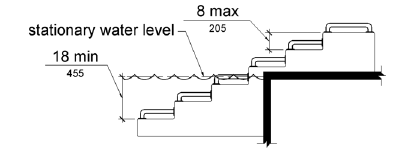 8 max
205
stationary water level
18 min
455